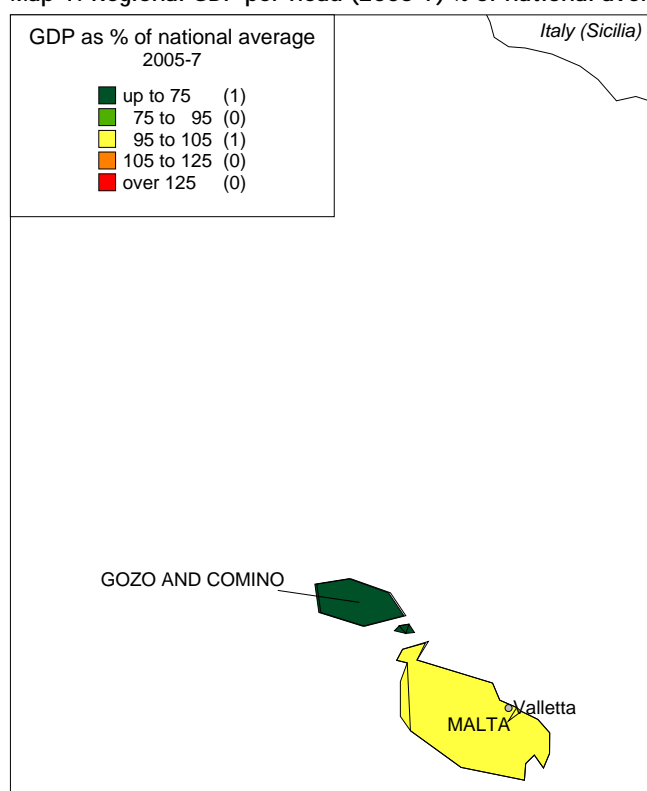 GDP as % of national average
2005-7
up to 75 (1)
75 to 95 (0)
95 to 105 (1)
105 to 125 (0)
over 125 (0)
Italy (Sicilia)
GOZO AND COMINO
Valletta
MALTA